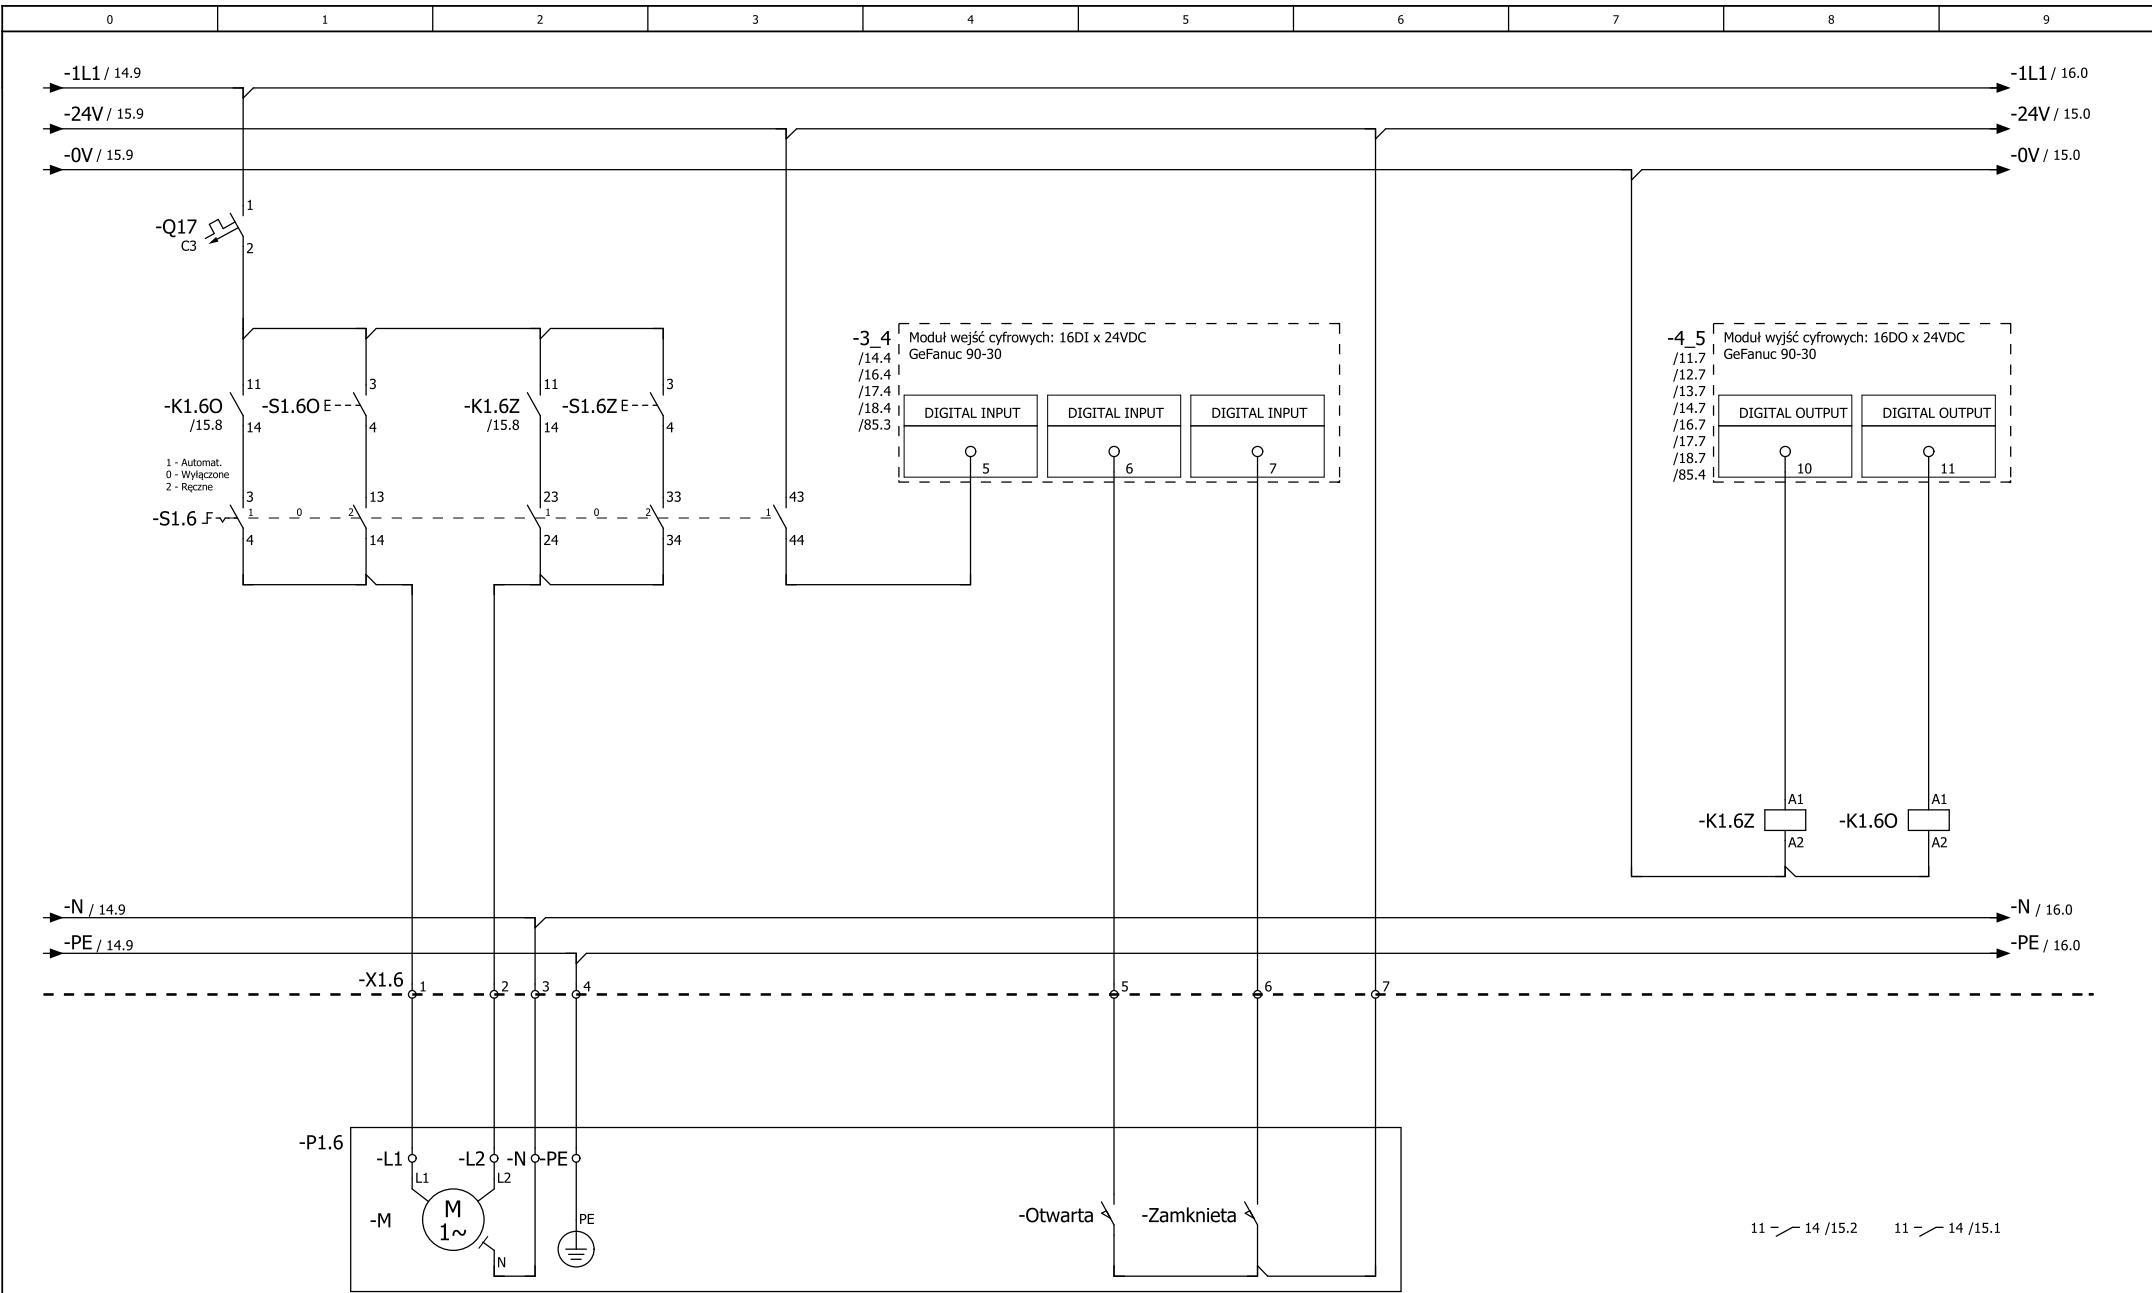 0 1 2 3 4 5 6 7 8 9
-1L1 / 14.9
-1L1 / 16.0
-24V / 15.9
-24V / 15.0
-0V / 15.9
-0V / 15.0
1
-Q17
C3
2
-3_4
/14.4
/16.4
/17.4
/18.4
/85.3
Moduł wejść cyfrowych: 16DI x 24VDC
GeFanuc 90-30
DIGITAL INPUT
DIGITAL INPUT
DIGITAL INPUT
5
6
7
-4_5
/11.7
/12.7
/13.7
/14.7
/16.7
/17.7
/18.7
/85.4
Moduł wyjść cyfrowych: 16DO x 24VDC
GeFanuc 90-30
DIGITAL OUTPUT
DIGITAL OUTPUT
10
11
11
-K1.6O
/15.8
14
3
-S1.6O E
4
11
-K1.6Z
/15.8
14
3
-S1.6Z E
4
1 - Automat.
0 - Wyłączone
2 - Ręczne
3 13 23 33 43
-S1.6 1 0 2 1 0 2 1
4 14 24 34 44
A1
-K1.6Z
A2
A1
-K1.6O
A2
-N / 14.9
-N / 16.0
-PE / 14.9
-PE / 16.0
-X1.6 1 2 3 4 5 6 7
-P1.6
-L1 -L2 -N -PE
L1 L2
-M
M
1~
N
PE
-Otwarta
-Zamknieta
11 14 /15.2
11 14 /15.1